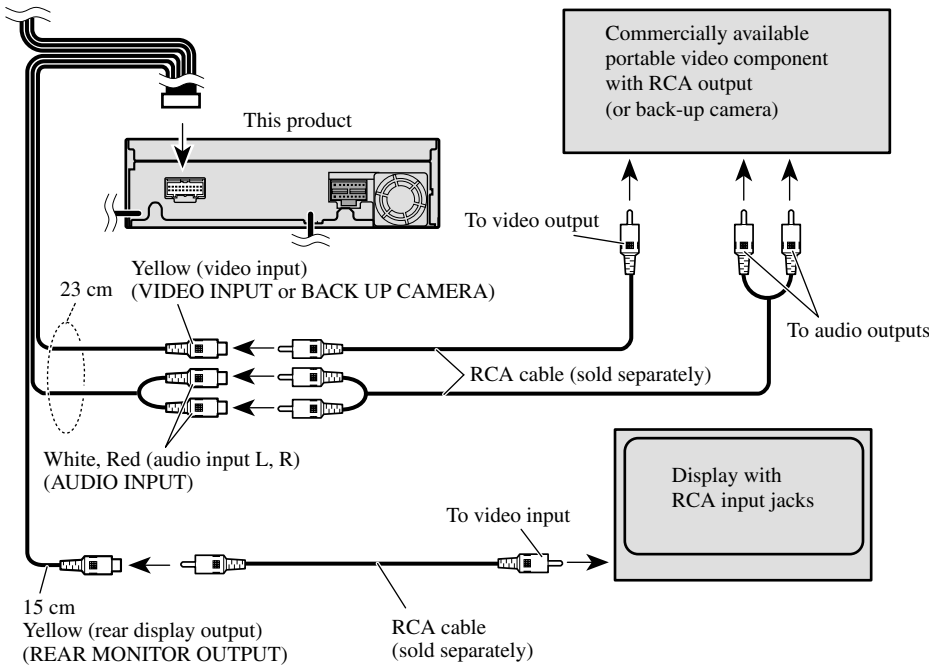 Commercially available
portable video component
with RCA output
(or back-up camera)
This product
To video output
Yellow (video input)
(VIDEO INPUT or BACK UP CAMERA)
23 cm
To audio outputs
RCA cable (sold separately)
White, Red (audio input L, R)
(AUDIO INPUT)
Display with
RCA input jacks
To video input
15 cm
Yellow (rear display output)
(REAR MONITOR OUTPUT)
RCA cable
(sold separately)